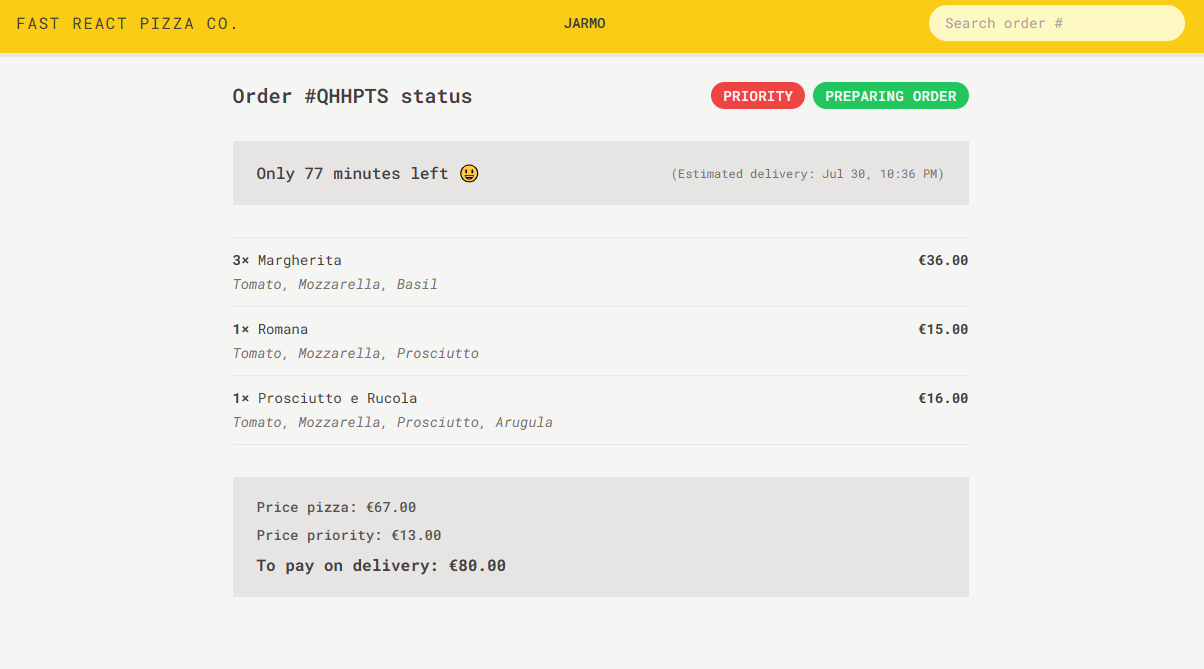 FAST REACT PIZZA CO.
JARMO
Search order #
Order #QHHPTS status
PRIORITY
PREPARING ORDER
Only 77 minutes left 😃
(Estimated delivery: Jul 30, 10:36 PM)
3× Margherita
€36.00
Tomato, Mozzarella, Basil
1× Romana
€15.00
Tomato, Mozzarella, Prosciutto
1× Prosciutto e Rucola
€16.00
Tomato, Mozzarella, Prosciutto, Arugula
Price pizza: €67.00
Price priority: €13.00
To pay on delivery: €80.00